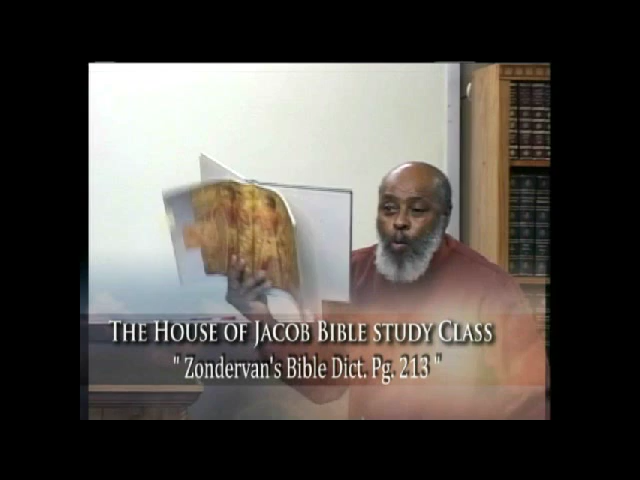 THE HOUSE OF JACOB BIBLE STUDY CLASS
" Zondervan's Bible Dict. Pg. 213 "